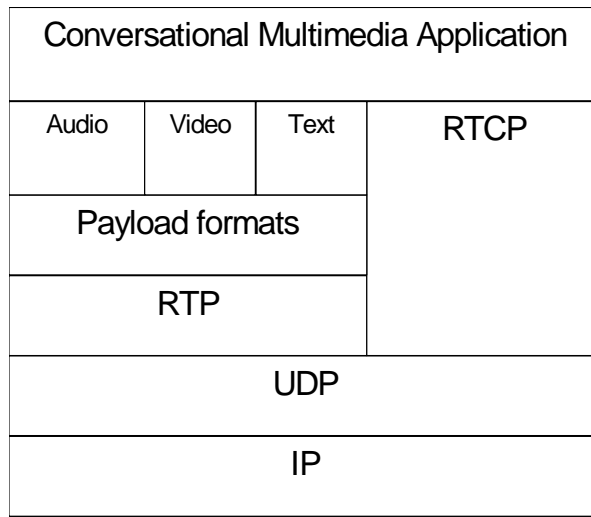 Conversational Multimedia Application
Audio
Video
Text
RTCP
Payload formats
RTP
UDP
IP